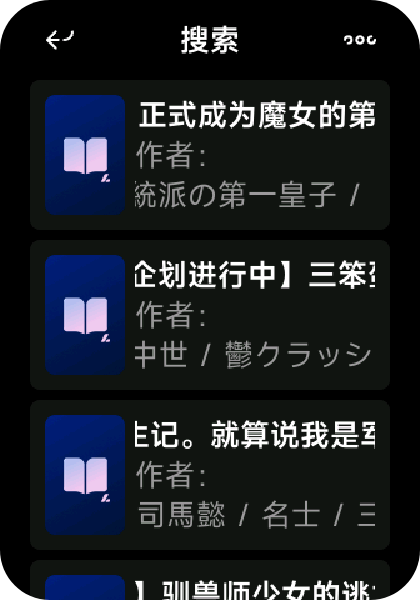 搜索
正式成为魔女的第
作者：
統派の第一皇子 /
企划进行中】三笨
作者：
中世 / 鬱クラッシ
生记。就算说我是军
作者：
司馬懿 / 名士 / 三
】驯兽师少女的逃